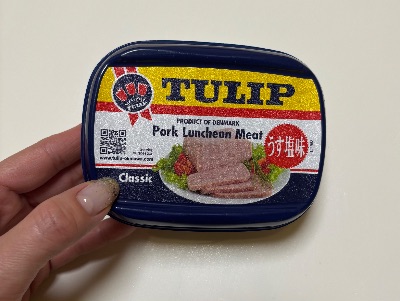 TULIP
PRODUCT OF DENMARK
Pork Luncheon Meat
うす塩味
Classic